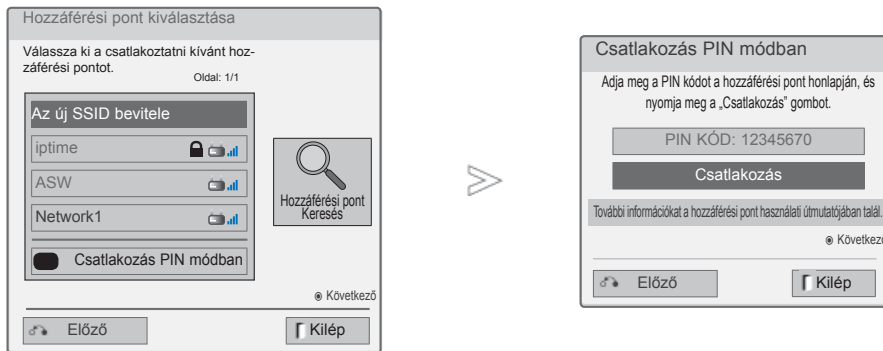 Hozzáférési pont kiválasztása
Válassza ki a csatlakoztatni kívánt hoz-
záférési pontot.
Oldal: 1/1
Az új SSID bevitele
iptime
ASW
Network1
Csatlakozás PIN módban
Hozzáférési pont
Keresés
Következő
Előző
Kilép
Csatlakozás PIN módban
Adja meg a PIN kódot a hozzáférési pont honlapján, és
nyomja meg a „Csatlakozás” gombot.
PIN KÓD: 12345670
Csatlakozás
További információkat a hozzáférési pont használati útmutatójában talál.
Következő
Előző
Kilép